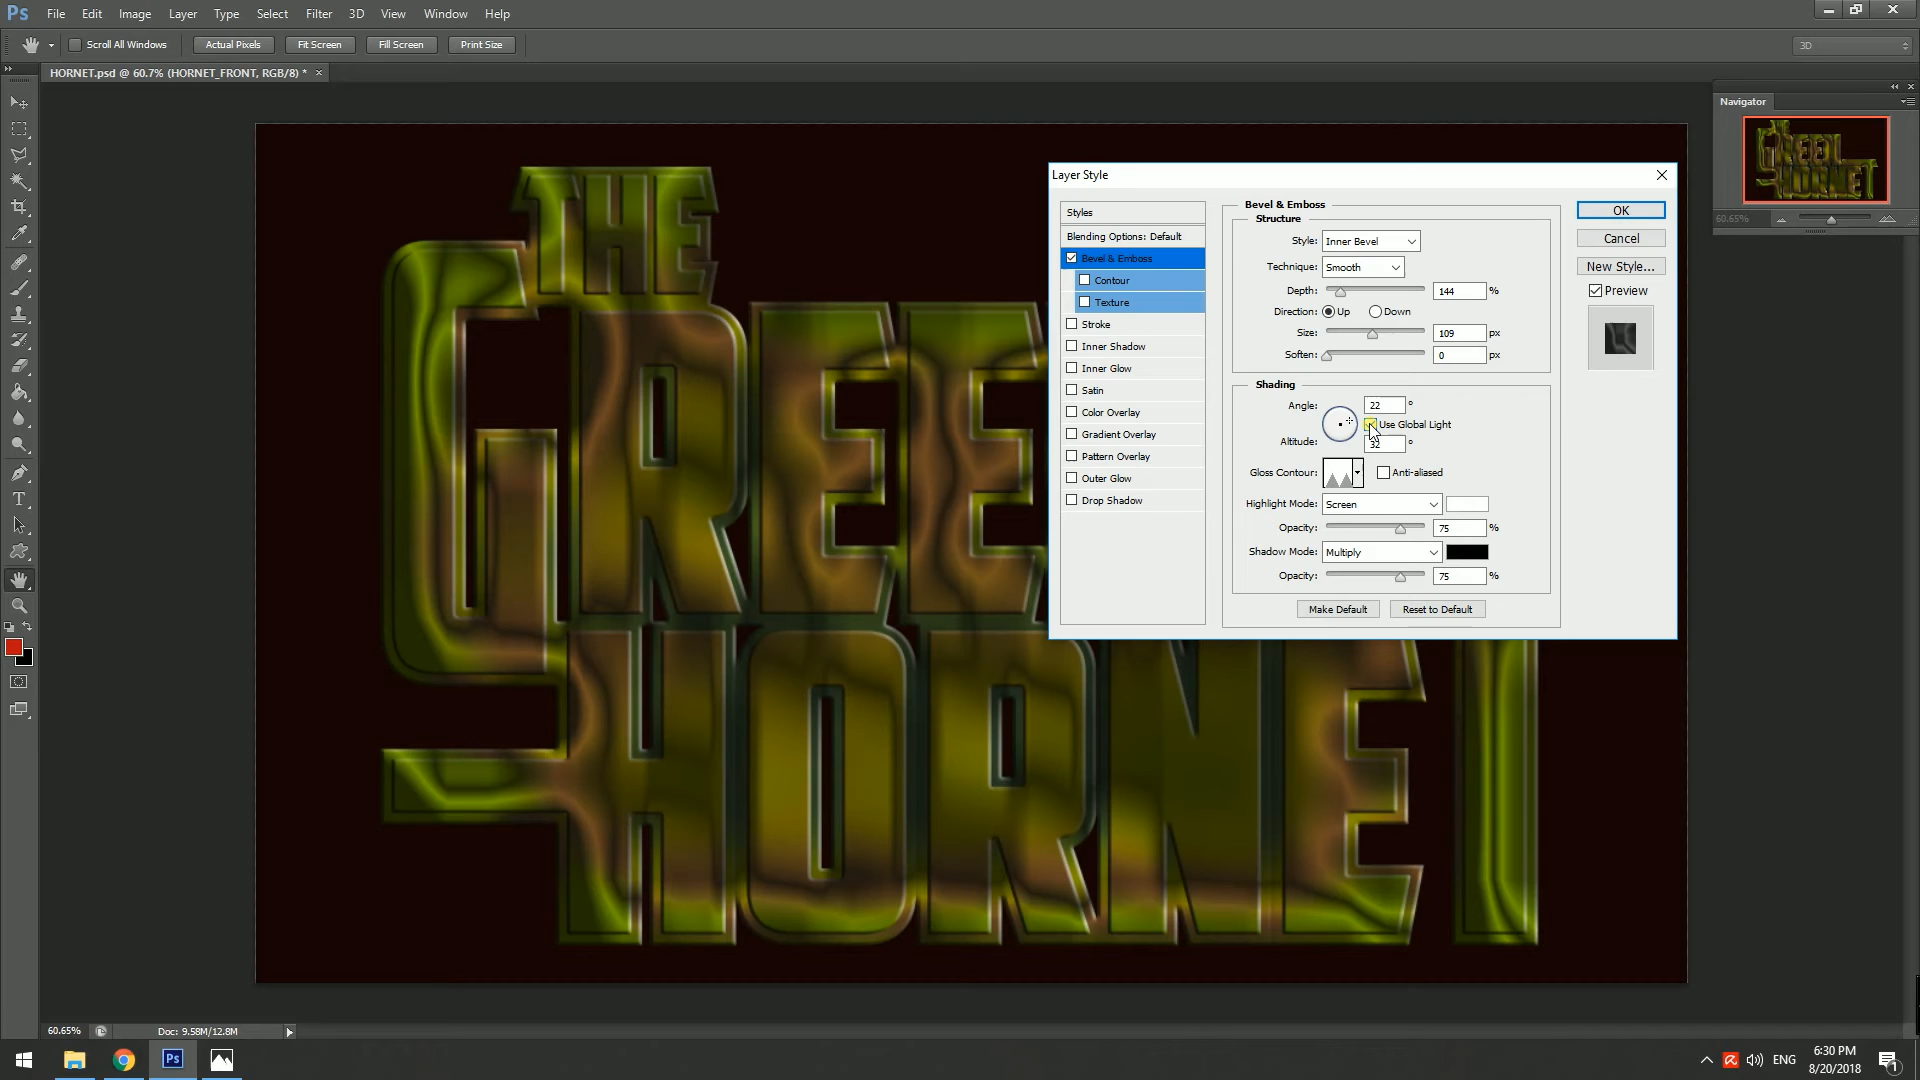 Ps File Edit Image Layer Type Select Filter 3D View Window Help
Scroll All Windows Actual Pixels Fit Screen Fill Screen Print Size 3D
HORNET.psd @ 60.7% (HORNET_FRONT, RGB/8) * ×
Navigator
60.65%
THE
GREE
HORNET
Layer Style
Styles
Blending Options: Default
Bevel & Emboss
Contour
Texture
Stroke
Inner Shadow
Inner Glow
Satin
Color Overlay
Gradient Overlay
Pattern Overlay
Outer Glow
Drop Shadow
Bevel & Emboss
Structure
Style: Inner Bevel
Technique: Smooth
Depth: 144 %
Direction: Up Down
Size: 109 px
Soften: 0 px
Shading
Angle: 22 °
Use Global Light
Altitude: 32 °
Gloss Contour: Anti-aliased
Highlight Mode: Screen
Opacity: 75 %
Shadow Mode: Multiply
Opacity: 75 %
Make Default Reset to Default
OK
Cancel
New Style...
Preview
60.65% Doc: 9.58M/12.8M
Ps
ENG
6:30 PM
8/20/2018
1